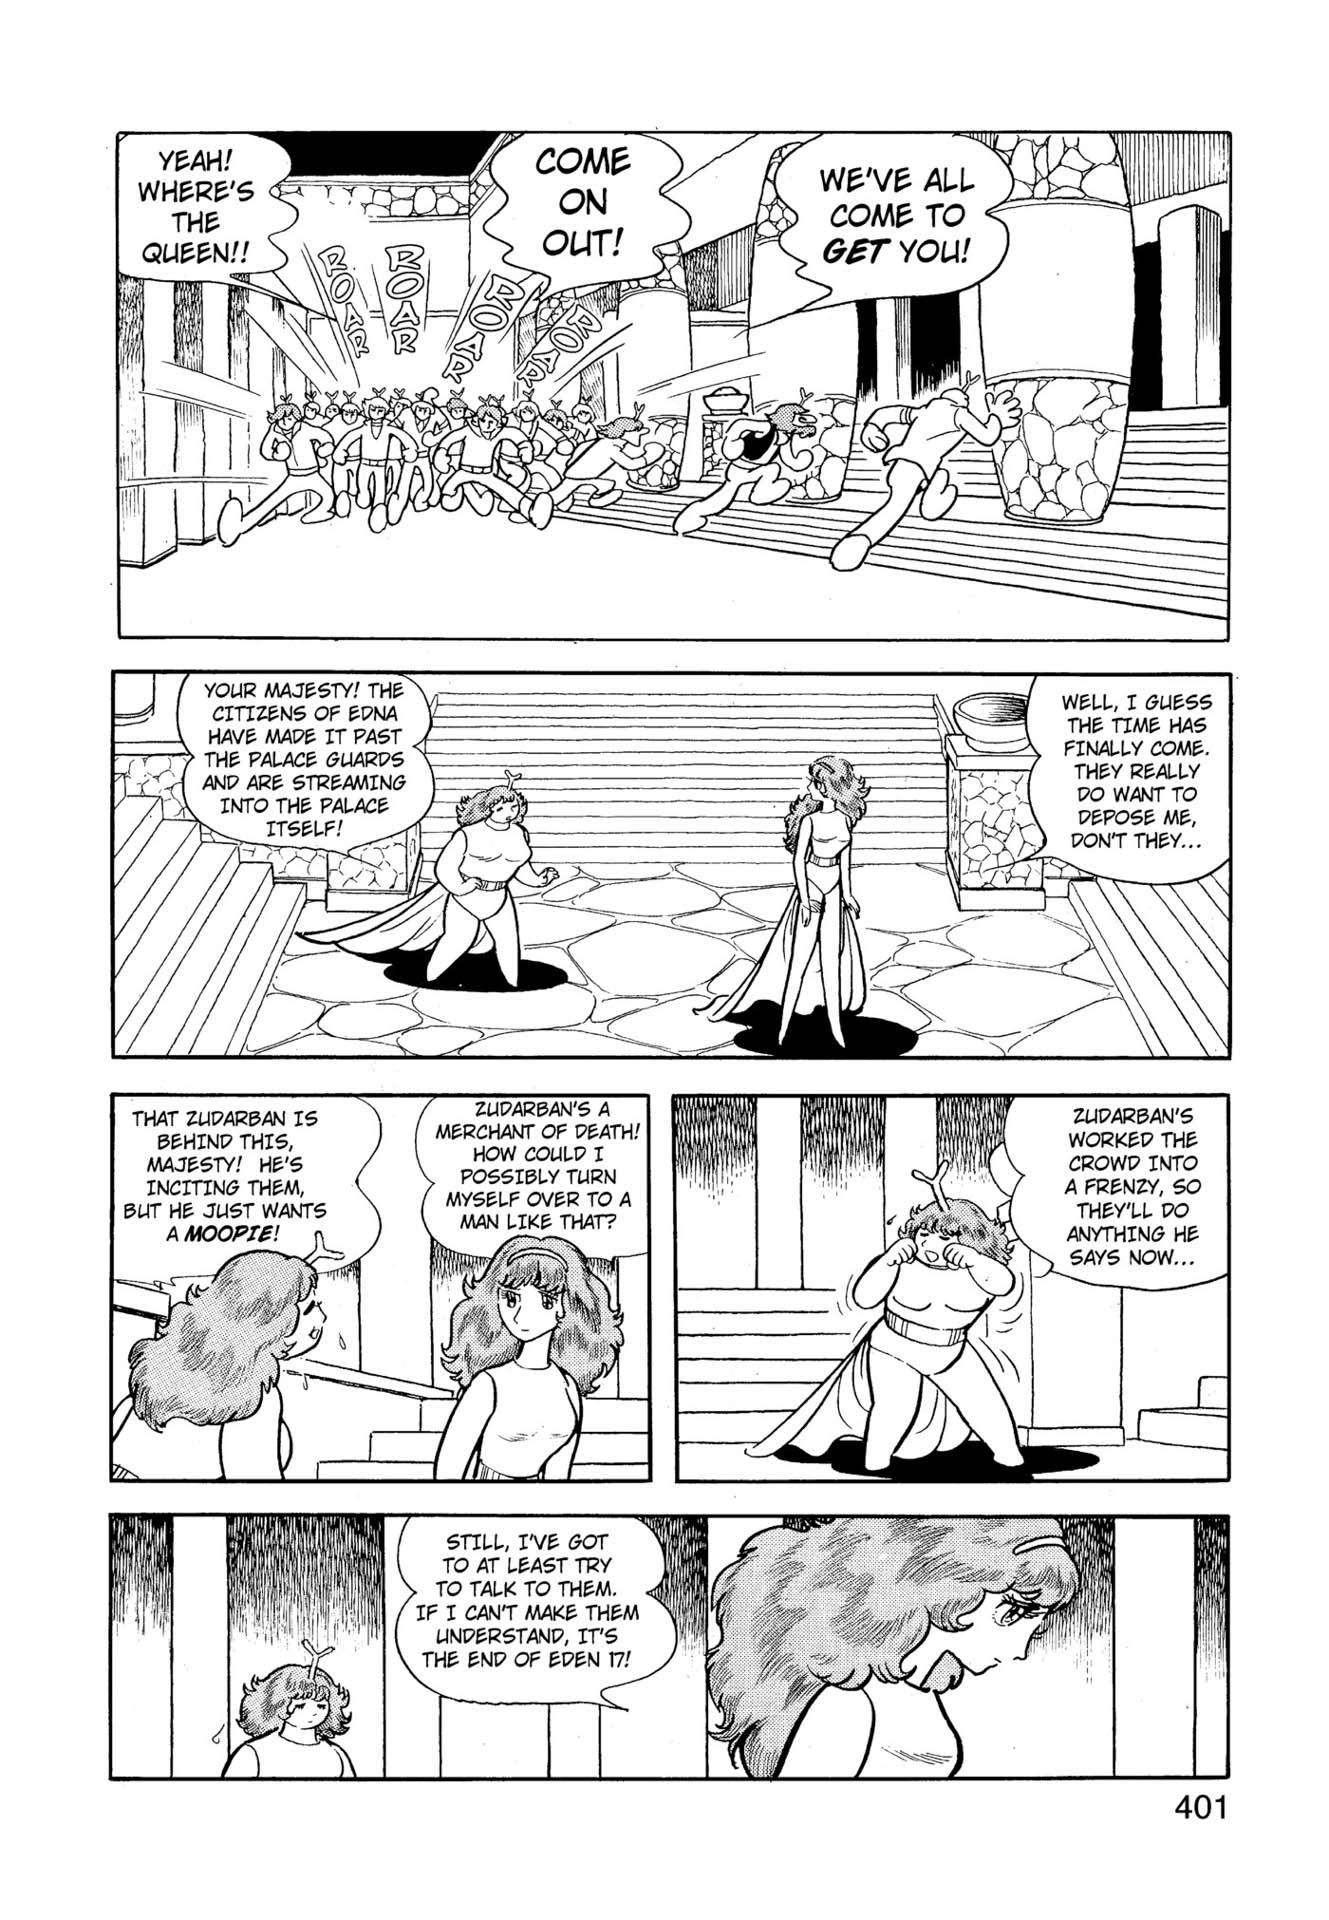 YEAH!
WHERE'S
THE
QUEEN!!
COME
ON
OUT!
WE'VE ALL
COME TO
GET YOU!
ROAR
ROAR
ROAR
ROAR
YOUR MAJESTY! THE
CITIZENS OF EDNA
HAVE MADE IT PAST
THE PALACE GUARDS
AND ARE STREAMING
INTO THE PALACE
ITSELF!
WELL, I GUESS
THE TIME HAS
FINALLY COME.
THEY REALLY
DO WANT TO
DEPOSE ME,
DON'T THEY...
THAT ZUDARBAN IS
BEHIND THIS,
MAJESTY! HE'S
INCITING THEM,
BUT HE JUST WANTS
A MOOPIE!
ZUDARBAN'S A
MERCHANT OF DEATH!
HOW COULD I
POSSIBLY TURN
MYSELF OVER TO A
MAN LIKE THAT?
ZUDARBAN'S
WORKED THE
CROWD INTO
A FRENZY, SO
THEY'LL DO
ANYTHING HE
SAYS NOW...
STILL, I'VE GOT
TO AT LEAST TRY
TO TALK TO THEM.
IF I CAN'T MAKE THEM
UNDERSTAND, IT'S
THE END OF EDEN 17!
401